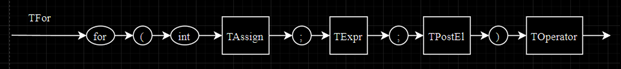 TFor
for ( int TAssign ; TExpr ; TPostEl ) TOperator